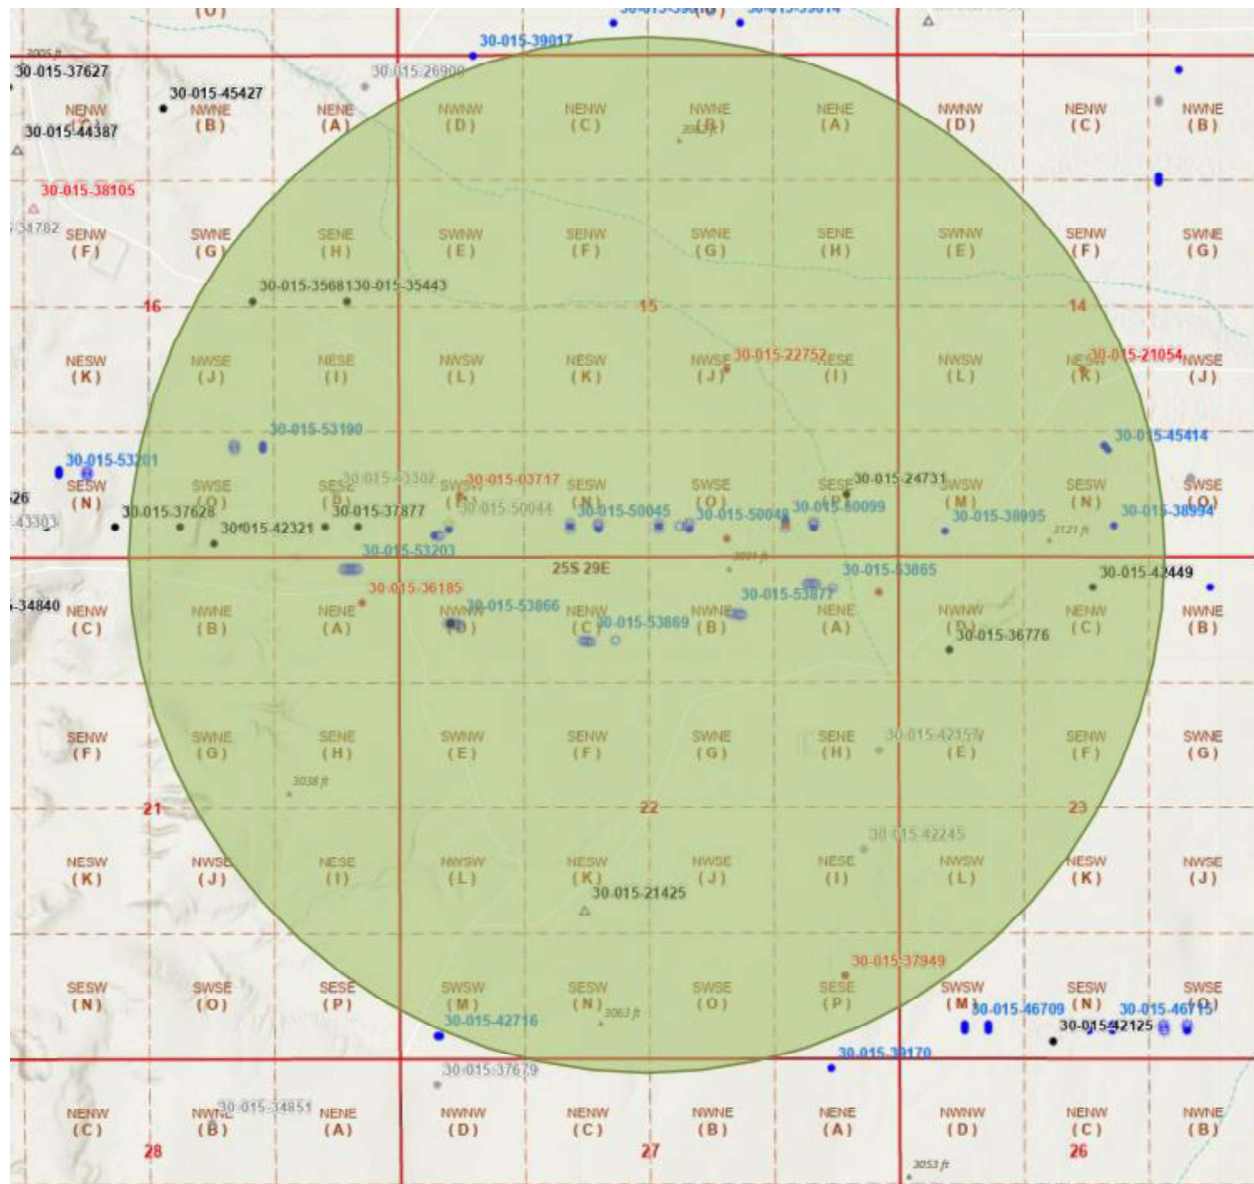 (O)
30-015-39017
3005 ft
30-015-37627
30-015-26900
30-015-45427
NENW
(C)
NWNE
(B)
NENE
(A)
NWNW
(D)
NENW
(C)
NWNE
(B)
NENE
(A)
NWNW
(D)
NENW
(C)
NWNE
(B)
30-015-44387
30-015-38105
SENW
(F)
SWNE
(G)
SENE
(H)
SWNW
(E)
SENW
(F)
SWNE
(G)
SENE
(H)
SWNW
(E)
SENW
(F)
SWNE
(G)
30-015-35681
30-015-35443
16
15
14
30-015-22752
30-015-21054
NESW
(K)
NWSE
(J)
NESE
(I)
NWSW
(L)
NESW
(K)
NWSE
(J)
NESE
(I)
NWSW
(L)
NESW
(K)
NWSE
(J)
30-015-53190
30-015-45414
30-015-53201
30-015-43302
30-015-03717
30-015-24731
SESW
(N)
SWSE
(O)
SESE
(P)
SWSW
SESW
(N)
SWSE
(O)
SESE
(P)
SWSW
(M)
SESW
(N)
SWSE
(O)
30-015-37628
30-015-42321
30-015-37877
30-015-50044
30-015-50045
30-015-50048
30-015-50099
30-015-38995
30-015-38994
3121 ft
30-015-53203
25S 29E
30-015-53865
30-015-42449
30-015-36185
30-015-53866
30-015-53869
30-015-53877
30-015-36776
NENW
(C)
NWNE
(B)
NENE
(A)
NWNW
(D)
NENW
(C)
NWNE
(B)
NENE
(A)
NWNW
(D)
NENW
(C)
NWNE
(B)
SENW
(F)
SWNE
(G)
SENE
(H)
SWNW
(E)
SENW
(F)
SWNE
(G)
SENE
(H)
30-015-42157
(E)
SENW
(F)
SWNE
(G)
3038 ft
21
22
23
30-015-42245
NESW
(K)
NWSE
(J)
NESE
(I)
NWSW
(L)
NESW
(K)
NWSE
(J)
NESE
(I)
NWSW
(L)
NESW
(K)
NWSE
(J)
30-015-21425
30-015-37949
SESW
(N)
SWSE
(O)
SESE
(P)
SWSW
(M)
SESW
(N)
SWSE
(O)
SESE
(P)
SWSW
(M)
SESW
(N)
SWSE
(O)
30-015-42716
3063 ft
30-015-46709
30-015-46715
30-015-42125
30-015-37679
30-015-39170
30-015-34851
NENW
(C)
NWNE
(B)
NENE
(A)
NWNW
(D)
NENW
(C)
NWNE
(B)
NENE
(A)
NWNW
(D)
NENW
(C)
NWNE
(B)
28
27
26
3053 ft